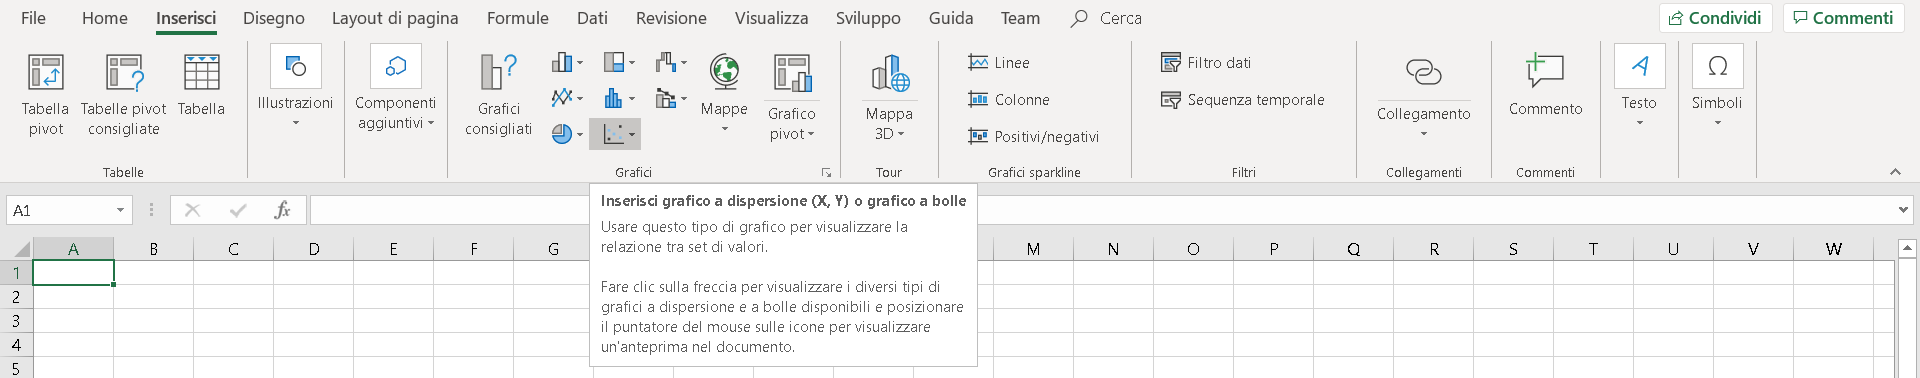 File Home Inserisci Disegno Layout di pagina Formule Dati Revisione Visualizza Sviluppo Guida Team Cerca Condividi Commenti
Tabella pivot
Tabelle pivot consigliate
Tabella
Illustrazioni
Componenti aggiuntivi
Grafici consigliati
Mappe
Grafico pivot
Mappa 3D
Linee
Colonne
Positivi/negativi
Filtro dati
Sequenza temporale
Collegamento
Commento
Testo
Simboli
Tabelle Grafici Tour Grafici sparkline Filtri Collegamenti Commenti
A1 fx
A B C D E F G M N O P Q R S T U V W
1
2
3
4
5
Inserisci grafico a dispersione (X, Y) o grafico a bolle
Usare questo tipo di grafico per visualizzare la
relazione tra set di valori.
Fare clic sulla freccia per visualizzare i diversi tipi di
grafici a dispersione e a bolle disponibili e posizionare
il puntatore del mouse sulle icone per visualizzare
un'anteprima nel documento.